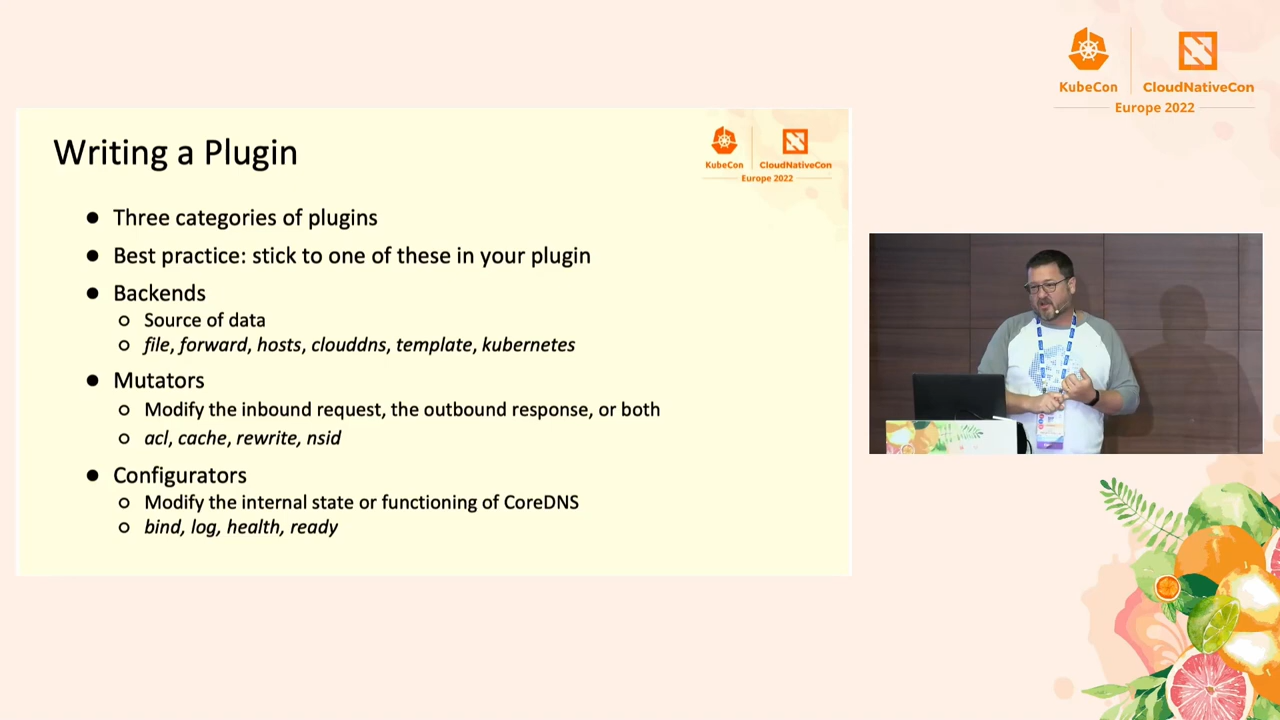 KubeCon
CloudNativeCon
Europe 2022
Writing a Plugin
KubeCon
CloudNativeCon
Europe 2022
● Three categories of plugins
● Best practice: stick to one of these in your plugin
● Backends
○ Source of data
○ file, forward, hosts, clouddns, template, kubernetes
● Mutators
○ Modify the inbound request, the outbound response, or both
○ acl, cache, rewrite, nsid
● Configurators
○ Modify the internal state or functioning of CoreDNS
○ bind, log, health, ready